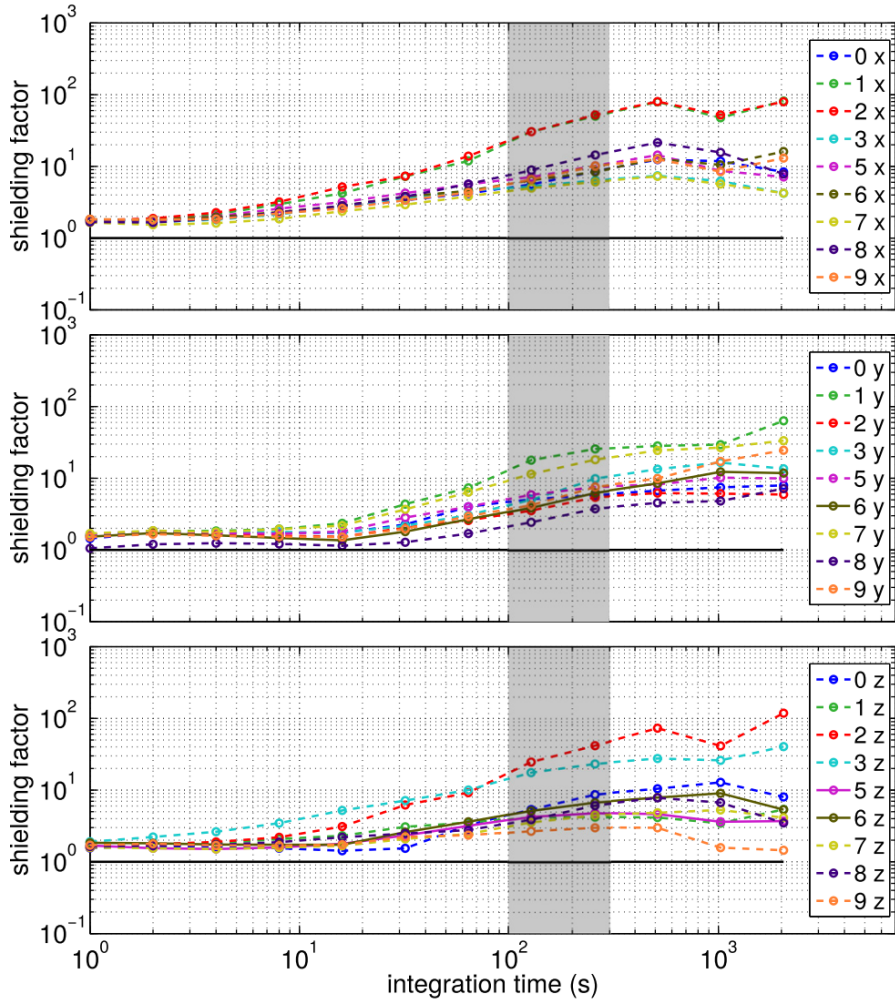 shielding factor
10³
10²
10¹
10⁰
10⁻¹
0 x
1 x
2 x
3 x
5 x
6 x
7 x
8 x
9 x
shielding factor
10³
10²
10¹
10⁰
10⁻¹
0 y
1 y
2 y
3 y
5 y
6 y
7 y
8 y
9 y
shielding factor
10³
10²
10¹
10⁰
10⁻¹
0 z
1 z
2 z
3 z
5 z
6 z
7 z
8 z
9 z
10⁰ 10¹ 10² 10³
integration time (s)